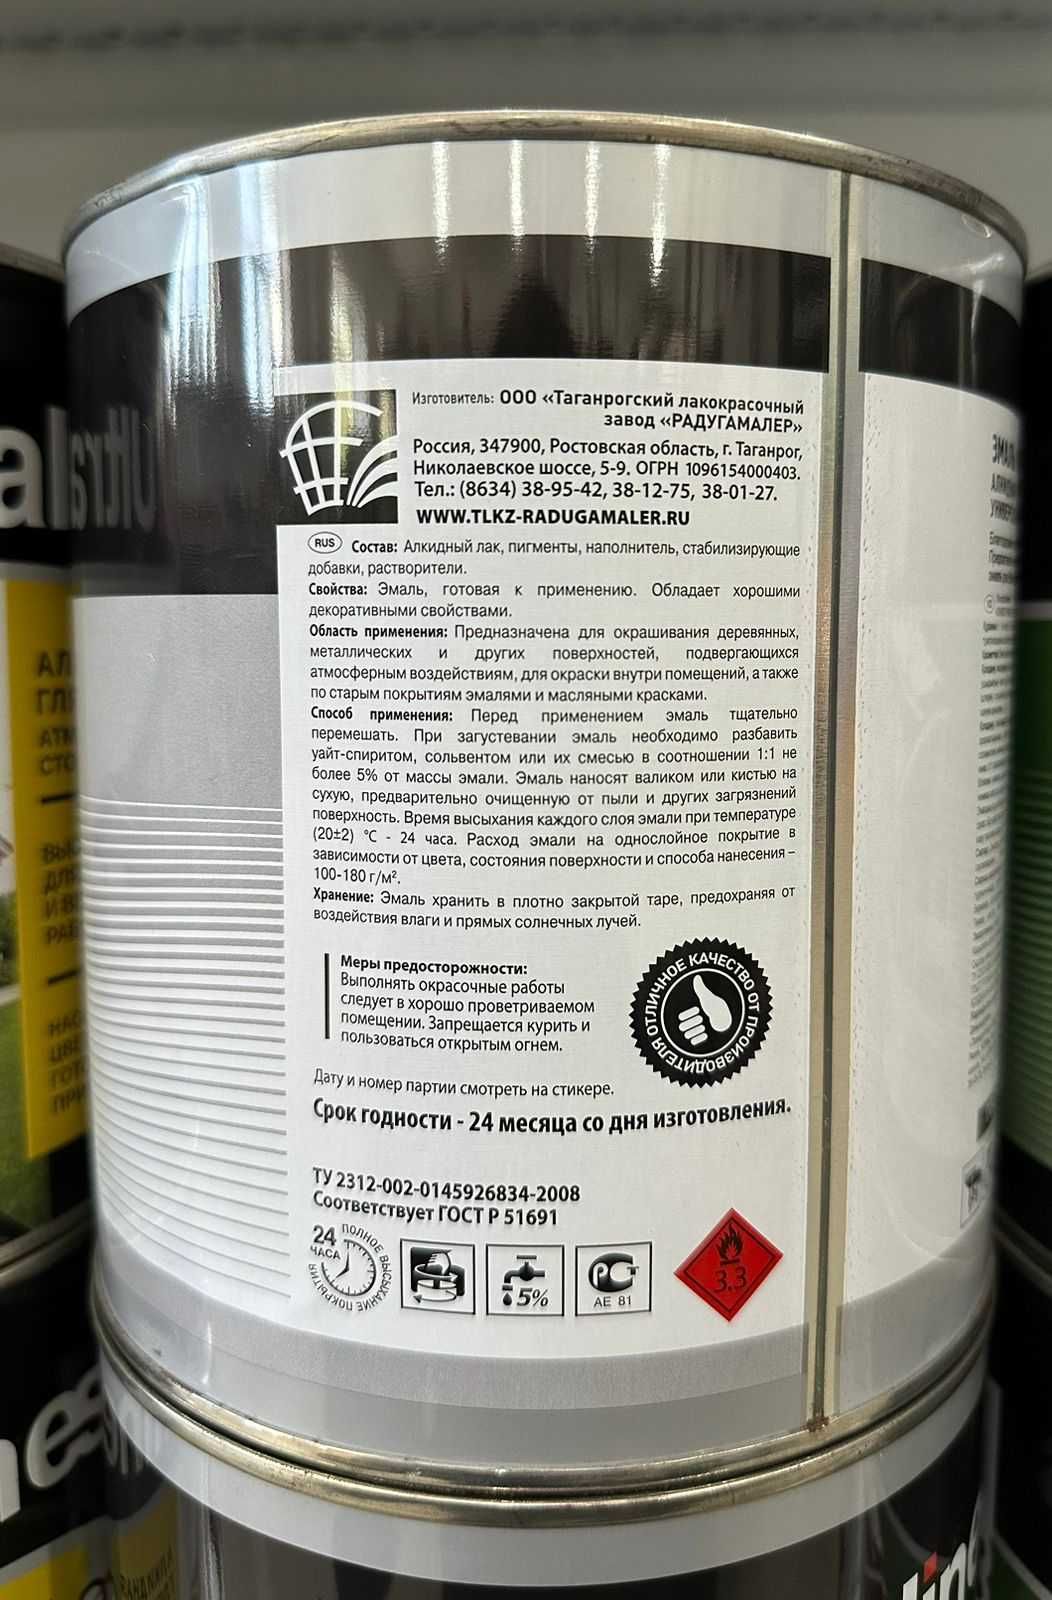 Изготовитель: ООО «Таганрогский лакокрасочный
завод «РАДУГАМАЛЕР»
Россия, 347900, Ростовская область, г. Таганрог,
Николаевское шоссе, 5-9. ОГРН 1096154000403.
Тел.: (8634) 38-95-42, 38-12-75, 38-01-27.
WWW.TLKZ-RADUGAMALER.RU
RUS Состав: Алкидный лак, пигменты, наполнитель, стабилизирующие
добавки, растворители.
Свойства: Эмаль, готовая к применению. Обладает хорошими
декоративными свойствами.
Область применения: Предназначена для окрашивания деревянных,
металлических и других поверхностей, подвергающихся
атмосферным воздействиям, для окраски внутри помещений, а также
по старым покрытиям эмалями и масляными красками.
Способ применения: Перед применением эмаль тщательно
перемешать. При загустевании эмаль необходимо разбавить
уайт-спиритом, сольвентом или их смесью в соотношении 1:1 не
более 5% от массы эмали. Эмаль наносят валиком или кистью на
сухую, предварительно очищенную от пыли и других загрязнений
поверхность. Время высыхания каждого слоя эмали при температуре
(20±2) °С - 24 часа. Расход эмали на однослойное покрытие в
зависимости от цвета, состояния поверхности и способа нанесения –
100-180 г/м².
Хранение: Эмаль хранить в плотно закрытой таре, предохраняя от
воздействия влаги и прямых солнечных лучей.
Меры предосторожности:
Выполнять окрасочные работы
следует в хорошо проветриваемом
помещении. Запрещается курить и
пользоваться открытым огнем.
ОТЛИЧНОЕ КАЧЕСТВО ОТ ПРОИЗВОДИТЕЛЯ
Дату и номер партии смотреть на стикере.
Срок годности - 24 месяца со дня изготовления.
ТУ 2312-002-0145926834-2008
Соответствует ГОСТ Р 51691
24 ЧАСА
ПОЛНОЕ ВЫСЫХАНИЕ ПОКРЫТИЯ
5%
РСТ
АЕ 81
3.3